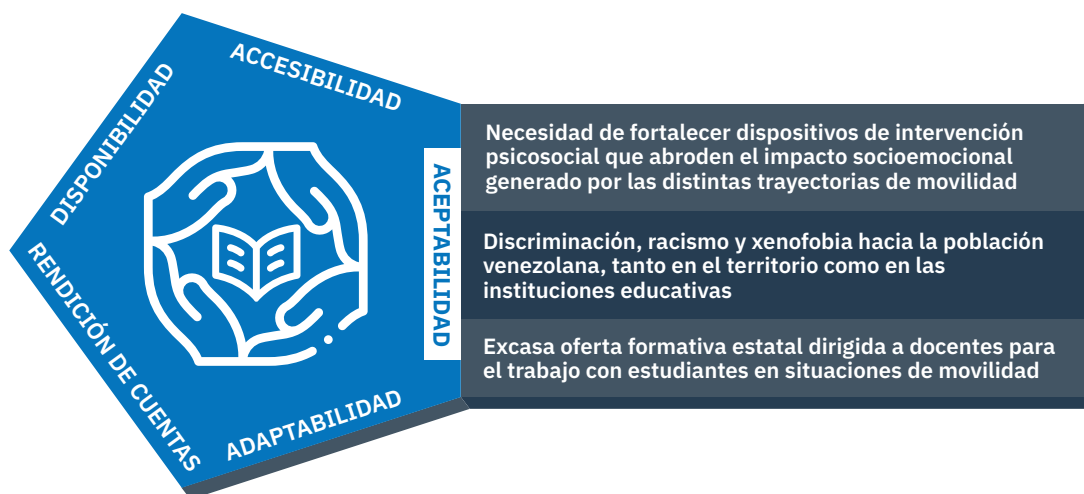 ACCESIBILIDAD
DISPONIBILIDAD
ACEPTABILIDAD
RENDICIÓN DE CUENTAS
ADAPTABILIDAD
Necesidad de fortalecer dispositivos de intervención
psicosocial que abroden el impacto socioemocional
generado por las distintas trayectorias de movilidad
Discriminación, racismo y xenofobia hacia la población
venezolana, tanto en el territorio como en las
instituciones educativas
Excasa oferta formativa estatal dirigida a docentes para
el trabajo con estudiantes en situaciones de movilidad